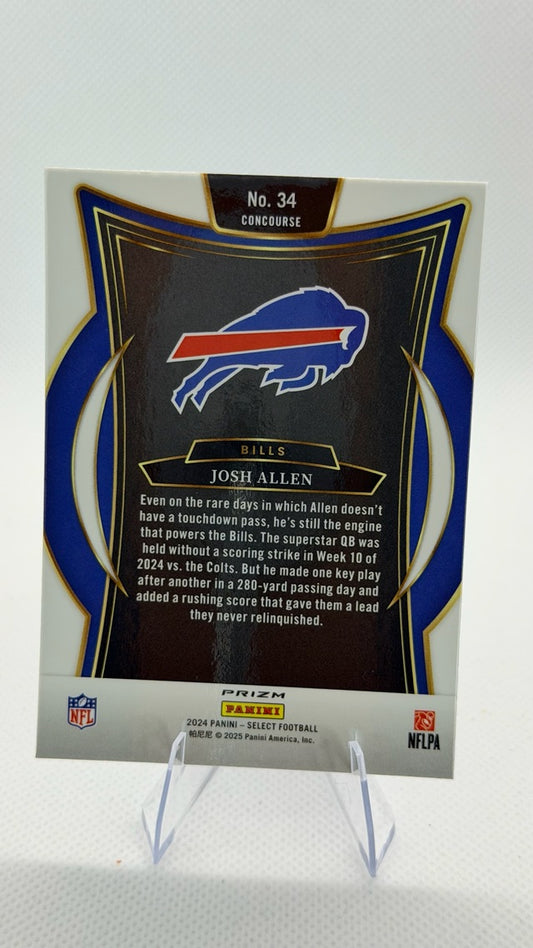 No. 34
CONCOURSE
BILLS
JOSH ALLEN
Even on the rare days in which Allen doesn't
have a touchdown pass, he's still the engine
that powers the Bills. The superstar QB was
held without a scoring strike in Week 10 of
2024 vs. the Colts. But he made one key play
after another in a 280-yard passing day and
added a rushing score that gave them a lead
they never relinquished.
PRIZM
PANINI
NFL
2024 PANINI – SELECT FOOTBALL
帕尼尼 © 2025 Panini America, Inc.
NFLPA